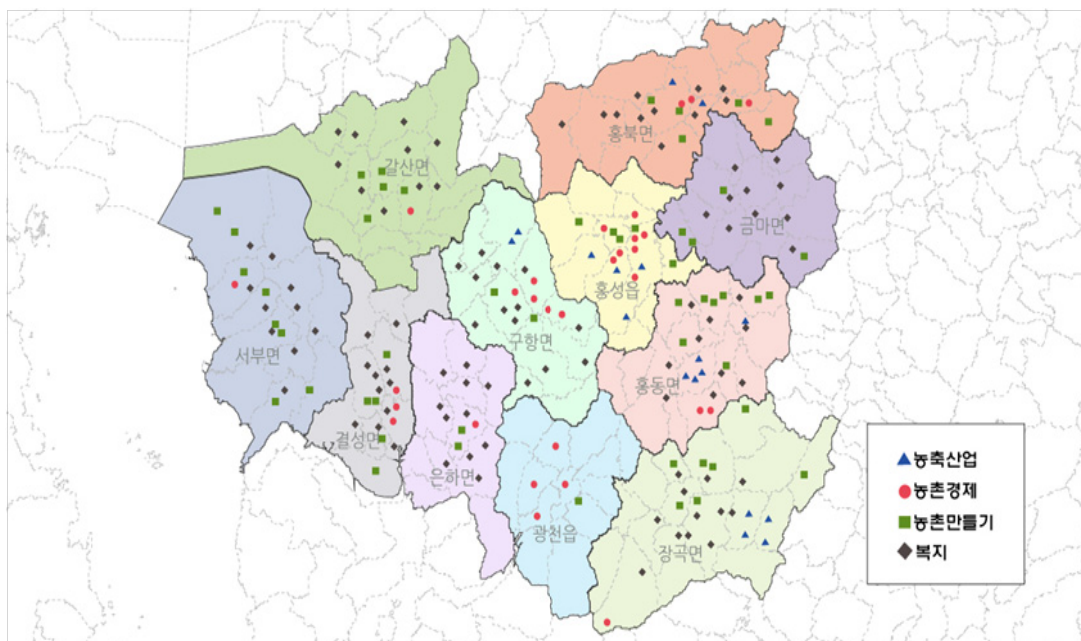 홍북면
갈산면
금마면
홍성읍
서부면
구항면
홍동면
결성면
은하면
광천읍
장곡면
농축산업
농촌경제
농촌만들기
복지